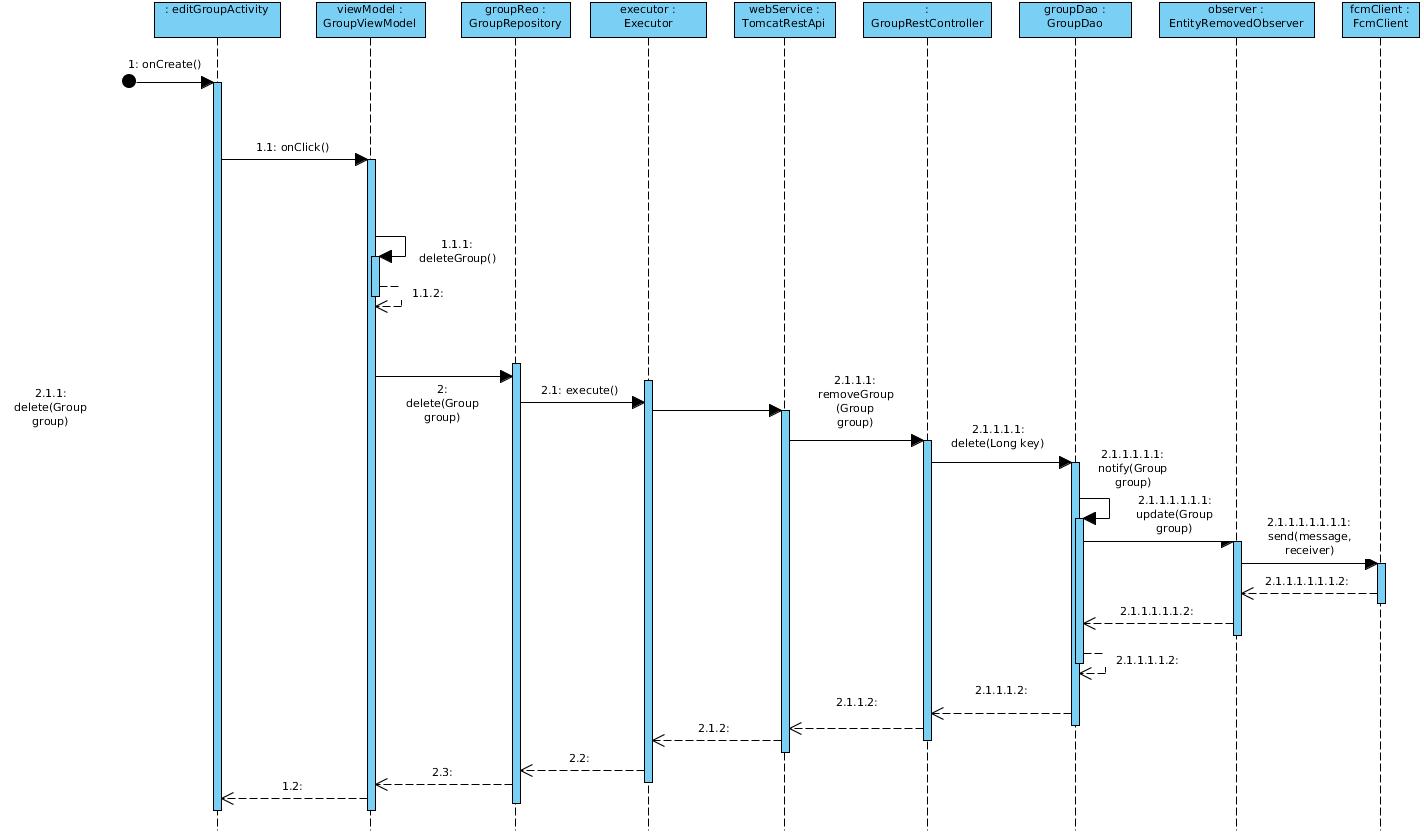 : editGroupActivity
viewModel :
GroupViewModel
groupReo :
GroupRepository
executor :
Executor
webService :
TomcatRestApi
:
GroupRestController
groupDao :
GroupDao
observer :
EntityRemovedObserver
fcmClient :
FcmClient
1: onCreate()
1.1: onClick()
1.1.1:
deleteGroup()
1.1.2:
2:
delete(Group
group)
2.1: execute()
2.1.1:
delete(Group
group)
2.1.1.1:
removeGroup
(Group
group)
2.1.1.1.1:
delete(Long key)
2.1.1.1.1.1:
notify(Group
group)
2.1.1.1.1.1.1:
update(Group
group)
2.1.1.1.1.1.1.1:
send(message,
receiver)
2.1.1.1.1.1.1.2:
2.1.1.1.1.1.2:
2.1.1.1.1.2:
2.1.1.1.2:
2.1.1.2:
2.1.2:
2.2:
2.3:
1.2: